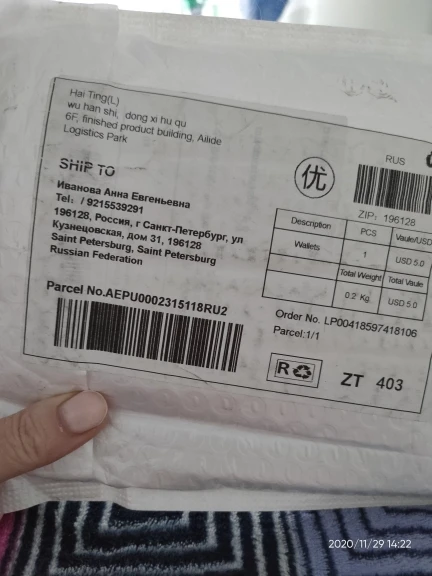 Hai Ting(L)
wu han shi, dong xi hu qu
6F, finished product building, Ailide
Logistics Park
SHIP TO
Иванова Анна Евгеньевна
Tel: / 9215539291
196128, Россия, г Санкт-Петербург, ул
Кузнецовская, дом 31, 196128
Saint Petersburg, Saint Petersburg
Russian Federation
优
RUS
ZIP: 196128
Description PCS Vaule/USD
Wallets 1 USD 5.0
Total Weight Total Vaule
0.2 Kg. USD 5.0
Parcel No.AEPU0002315118RU2
Order No. LP00418597418106
Parcel:1/1
R
ZT 403
2020/11/29 14:22